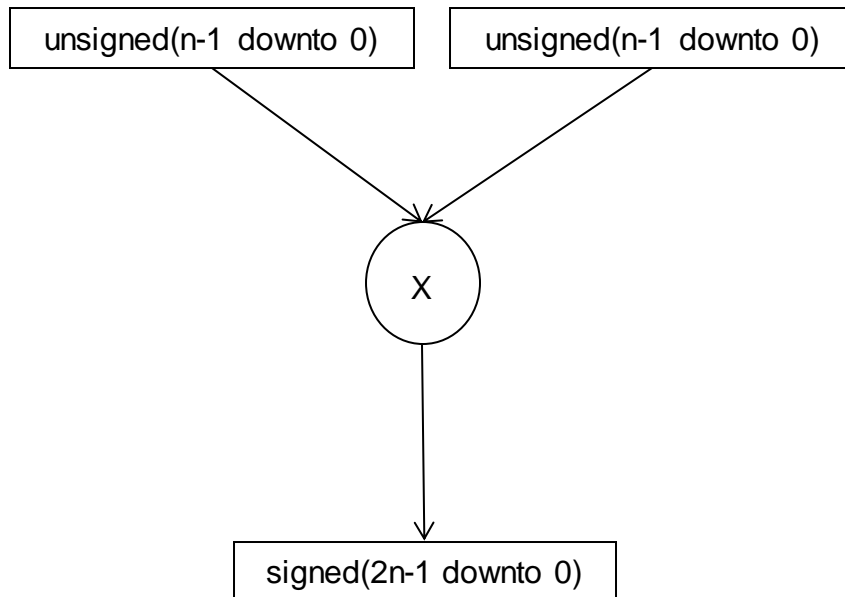 unsigned(n-1 downto 0)
unsigned(n-1 downto 0)
X
signed(2n-1 downto 0)